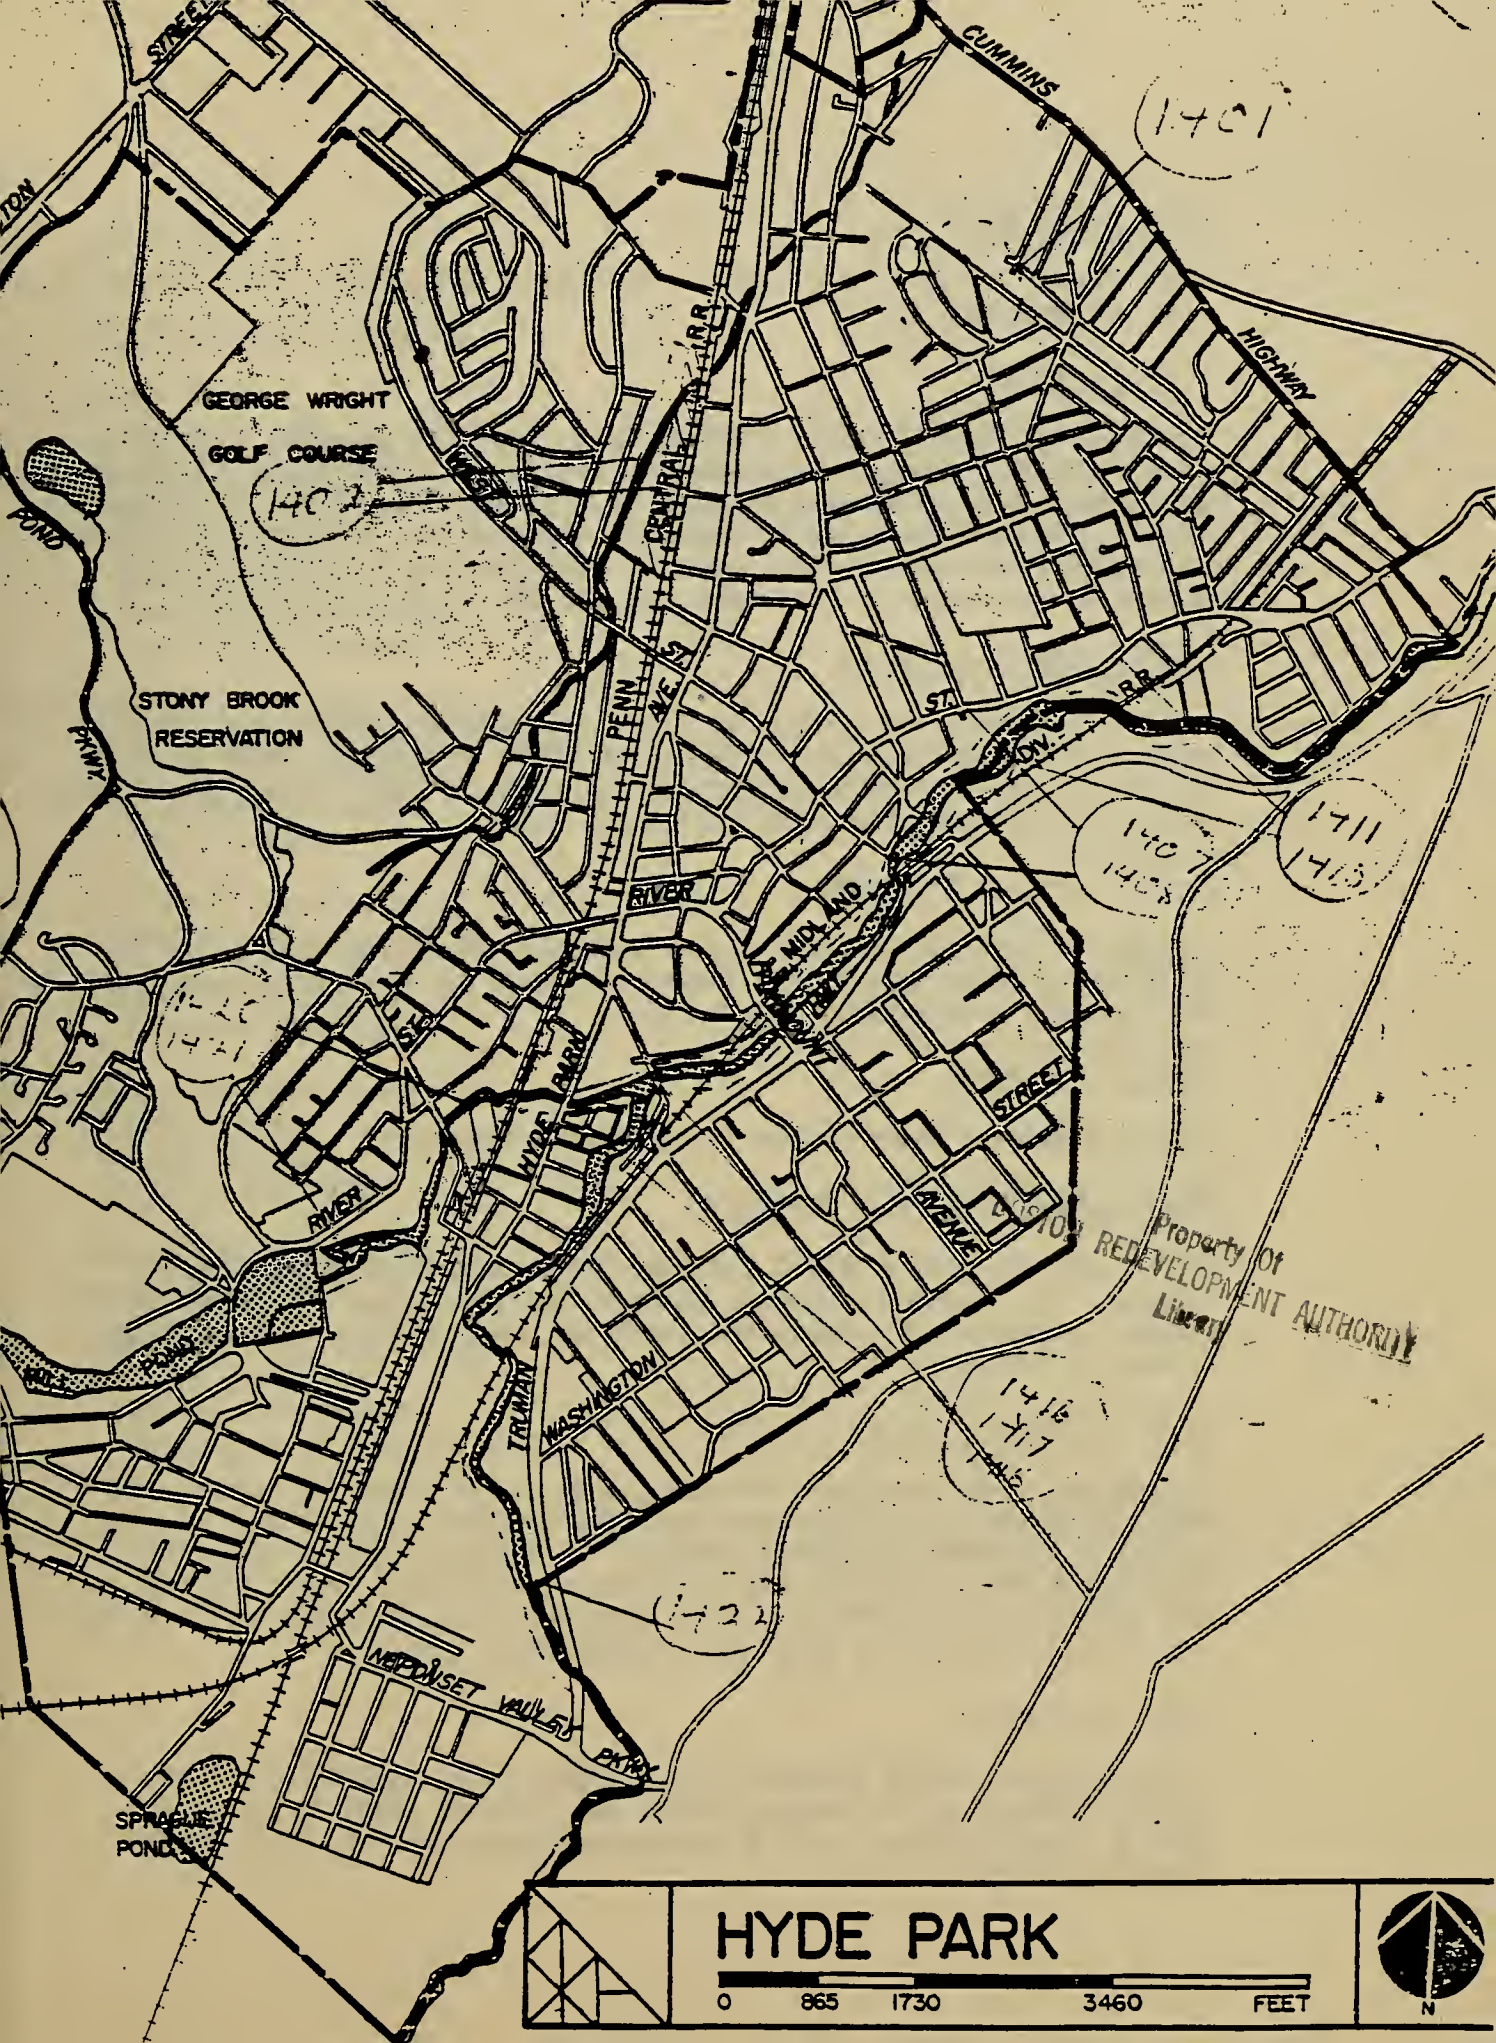 STREET
CUMMINS
1401
HIGHWAY
R.R.
GEORGE WRIGHT
GOLF COURSE
1402
WEST
CENTRAL
POND
PKWY.
STONY BROOK
RESERVATION
ST.
PENN
AVE.
ST.
R.R.
DIV.
1407
1408
1411
RIVER
MIDLAND
ST.
PARK
HYDE
STREET
RIVER
AVENUE
Property of
BOSTON REDEVELOPMENT AUTHORITY
Library
POND
TRUMAN
WASHINGTON
1416
1417
1422
NEPONSET VALLEY
PKWY.
SPRAGUE
POND
HYDE PARK
0 865 1730 3460 FEET
N